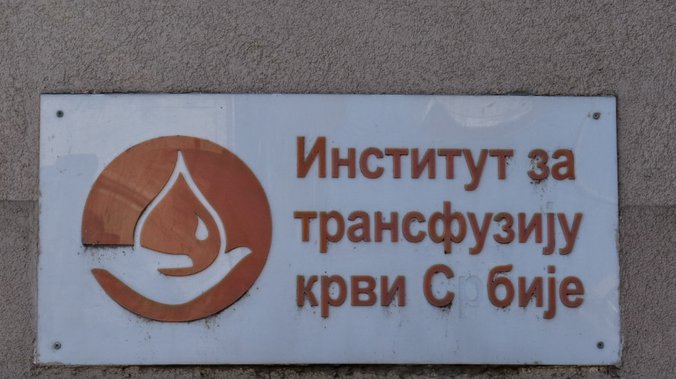 Институт за
трансфузију
крви Србије